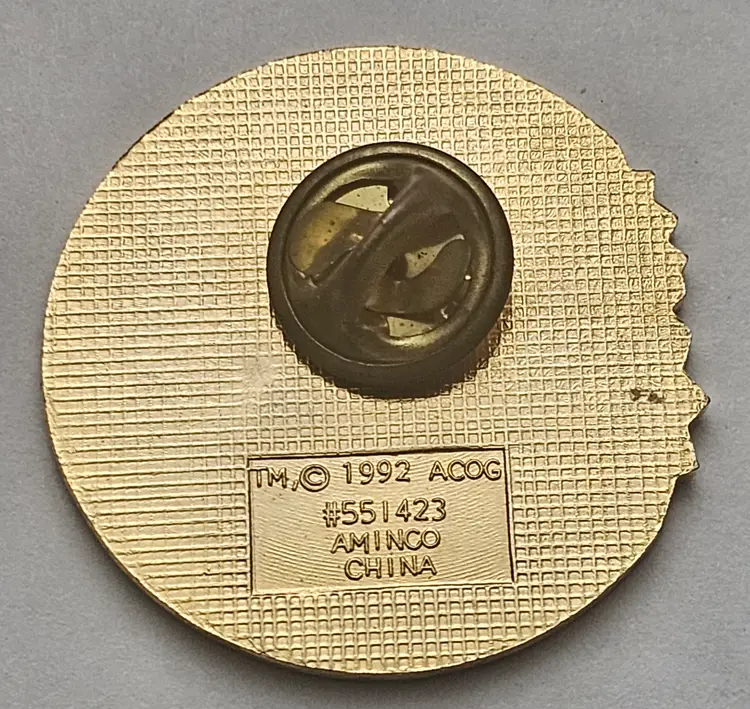 TM,© 1992 ACOG
#551423
AMINCO
CHINA